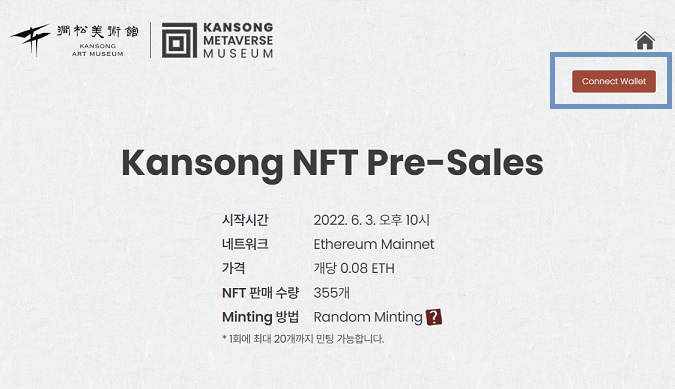 澗松美術館
KANSONG
ART MUSEUM
KANSONG
METAVERSE
MUSEUM
Connect Wallet
Kansong NFT Pre-Sales
시작시간 2022. 6. 3. 오후 10시
네트워크 Ethereum Mainnet
가격 개당 0.08 ETH
NFT 판매 수량 355개
Minting 방법 Random Minting ?
* 1회에 최대 20개까지 민팅 가능합니다.